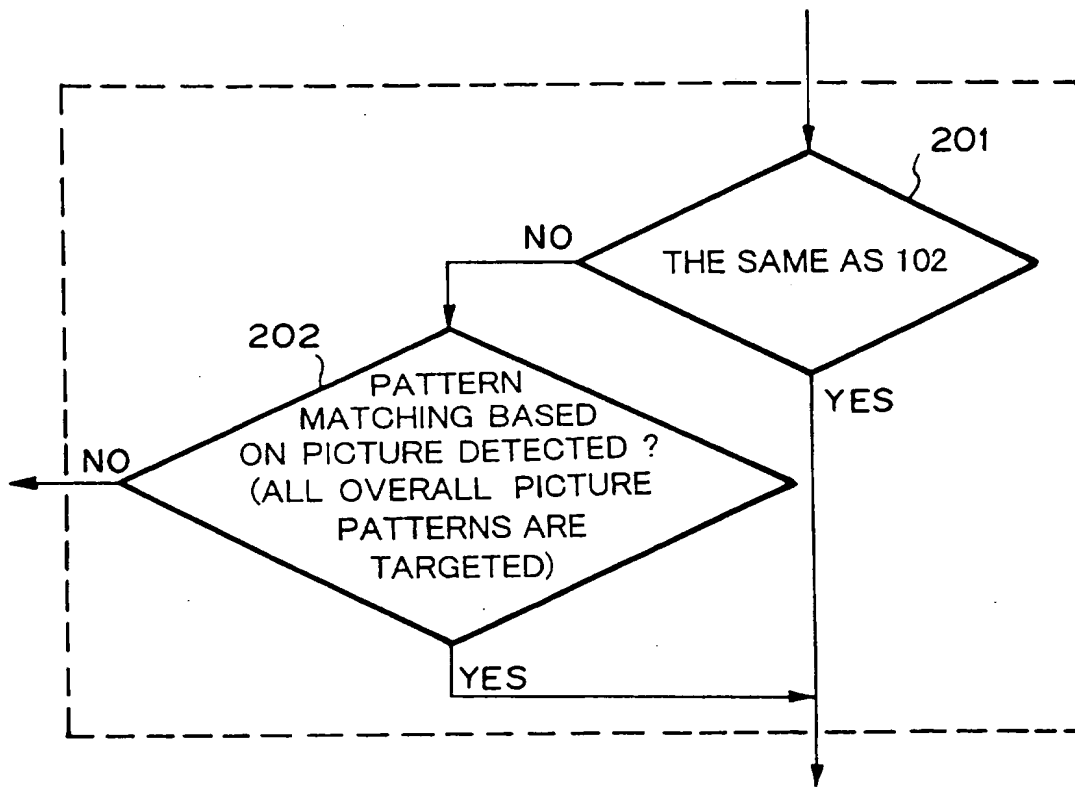 201
NO
THE SAME AS 102
202
PATTERN
MATCHING BASED
ON PICTURE DETECTED ?
(ALL OVERALL PICTURE
PATTERNS ARE
TARGETED)
YES
NO
YES